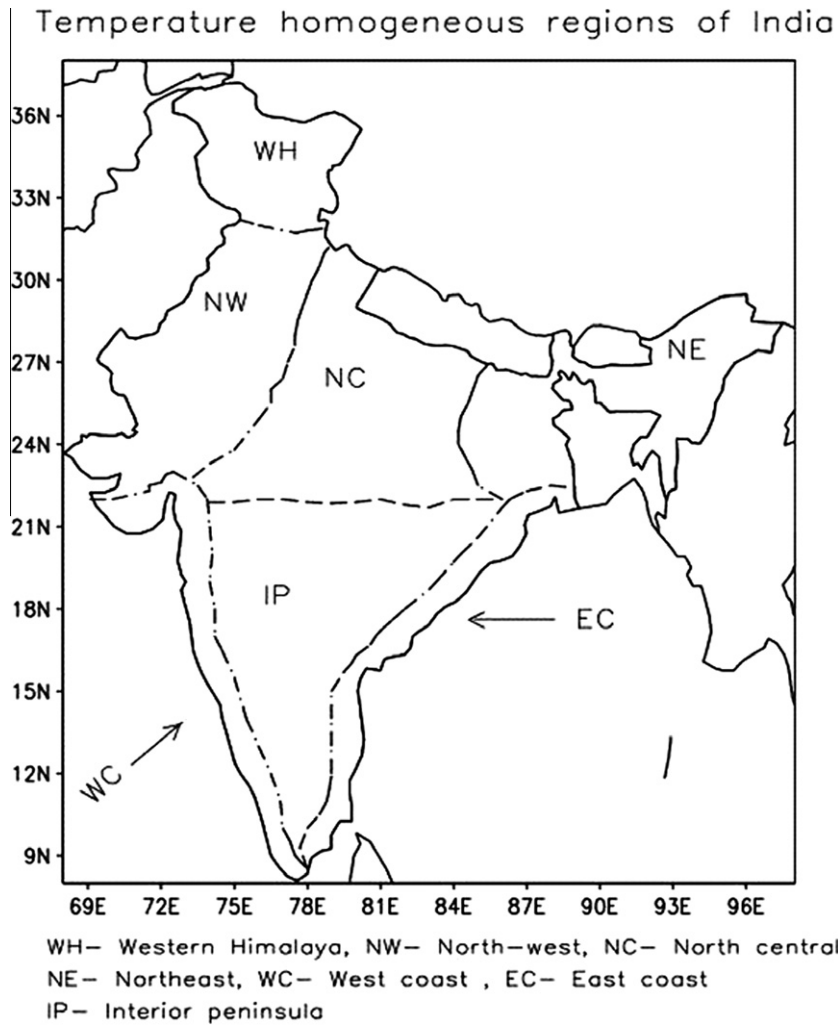 Temperature homogeneous regions of India
36N
33N
30N
27N
24N
21N
18N
15N
12N
9N
WH
NW
NC
NE
IP
EC
WC
69E 72E 75E 78E 81E 84E 87E 90E 93E 96E
WH- Western Himalaya, NW- North-west, NC- North central
NE- Northeast, WC- West coast , EC- East coast
IP- Interior peninsula